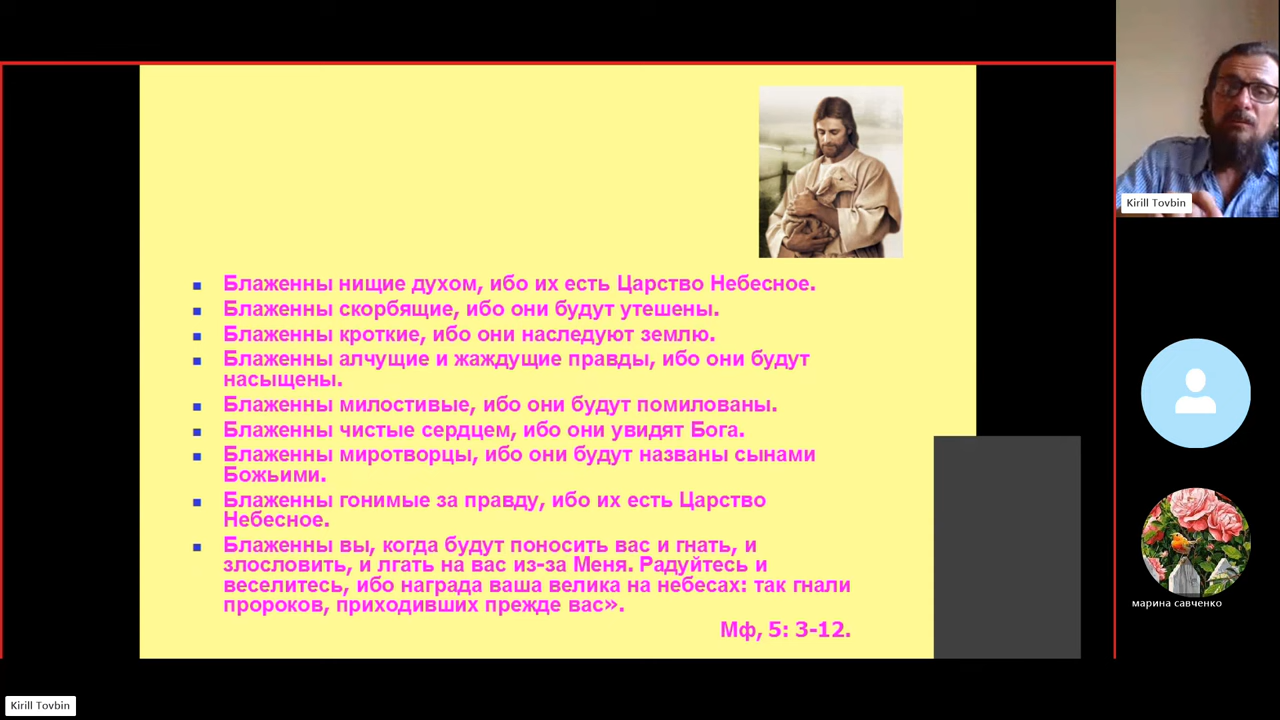 Блаженны нищие духом, ибо их есть Царство Небесное.
Блаженны скорбящие, ибо они будут утешены.
Блаженны кроткие, ибо они наследуют землю.
Блаженны алчущие и жаждущие правды, ибо они будут
насыщены.
Блаженны милостивые, ибо они будут помилованы.
Блаженны чистые сердцем, ибо они увидят Бога.
Блаженны миротворцы, ибо они будут названы сынами
Божьими.
Блаженны гонимые за правду, ибо их есть Царство
Небесное.
Блаженны вы, когда будут поносить вас и гнать, и
злословить, и лгать на вас из-за Меня. Радуйтесь и
веселитесь, ибо награда ваша велика на небесах: так гнали
пророков, приходивших прежде вас».
Мф, 5: 3-12.
Kirill Tovbin
марина савченко
Kirill Tovbin